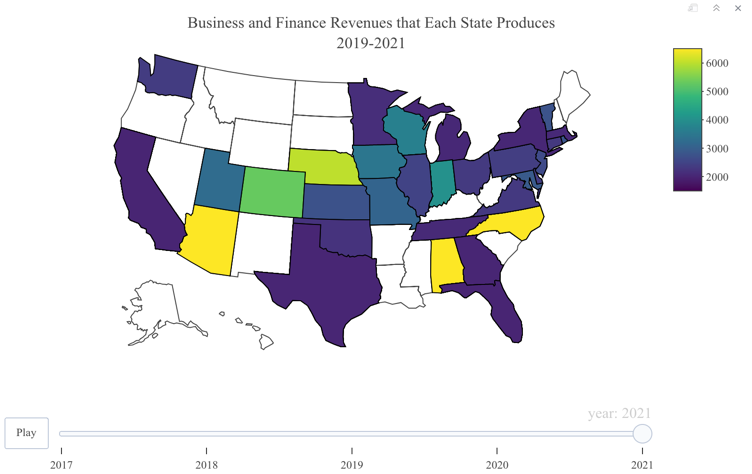 Business and Finance Revenues that Each State Produces
2019-2021
6000
5000
4000
3000
2000
year: 2021
Play
2017 2018 2019 2020 2021